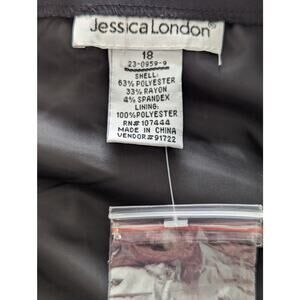 Jessica London®
18
23-0959-9
SHELL:
63% POLYESTER
33% RAYON
4% SPANDEX
LINING:
100% POLYESTER
RN# 107444
MADE IN CHINA
VENDOR# 91722